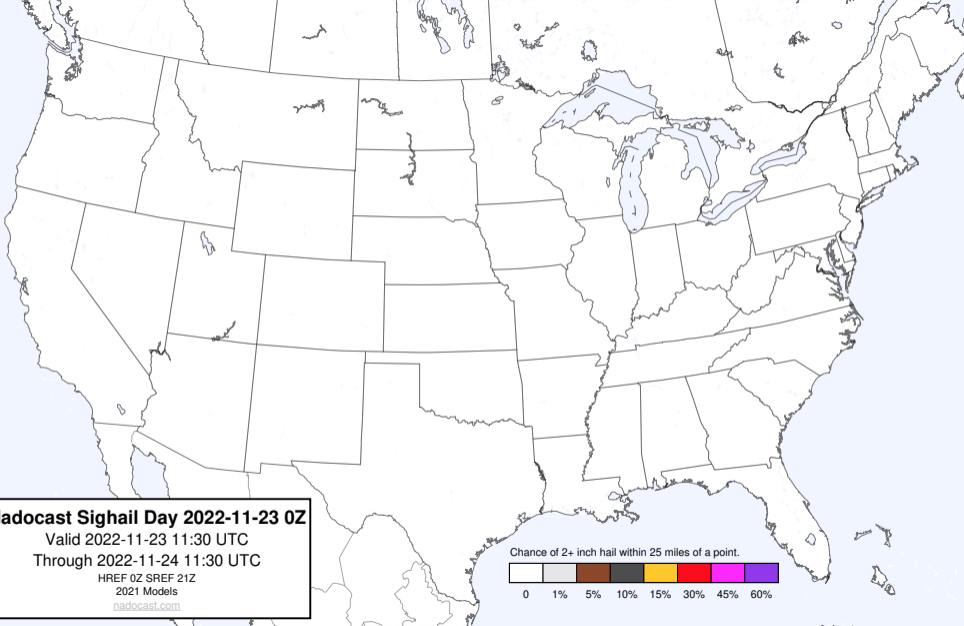 adocast Sighail Day 2022-11-23 0Z
Valid 2022-11-23 11:30 UTC
Through 2022-11-24 11:30 UTC
HREF 0Z SREF 21Z
2021 Models
nadocast.com
Chance of 2+ inch hail within 25 miles of a point.
0 1% 5% 10% 15% 30% 45% 60%